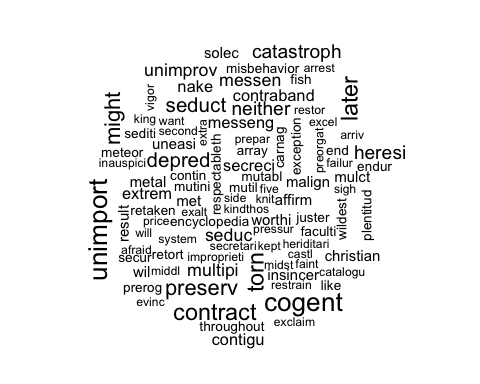 solec catastroph
unimprov misbehavior arrest
nake messen fish
vigor contraband
might seduct neither restor later
king want messeng excel
sediti second extra carnag exception arriv
uneasi prepar preorgat
meteor array end heresi
inauspici depred secreci failur endur
respectableth contin mutabl mulct
metal mutini mutil five malign sigh
unimport extrem met side knit affirm plentitud
result retaken exalt kindthos juster wildest
price encyclopedia worthi
will seduc pressur faculti
afraid system secretari kept heriditari
secur retort improprieti castl christian
wil middl multipi torn midst faint catalogu
insincer
prerog preserv restrain like
evinc cogent
contract
throughout exclaim
contigu